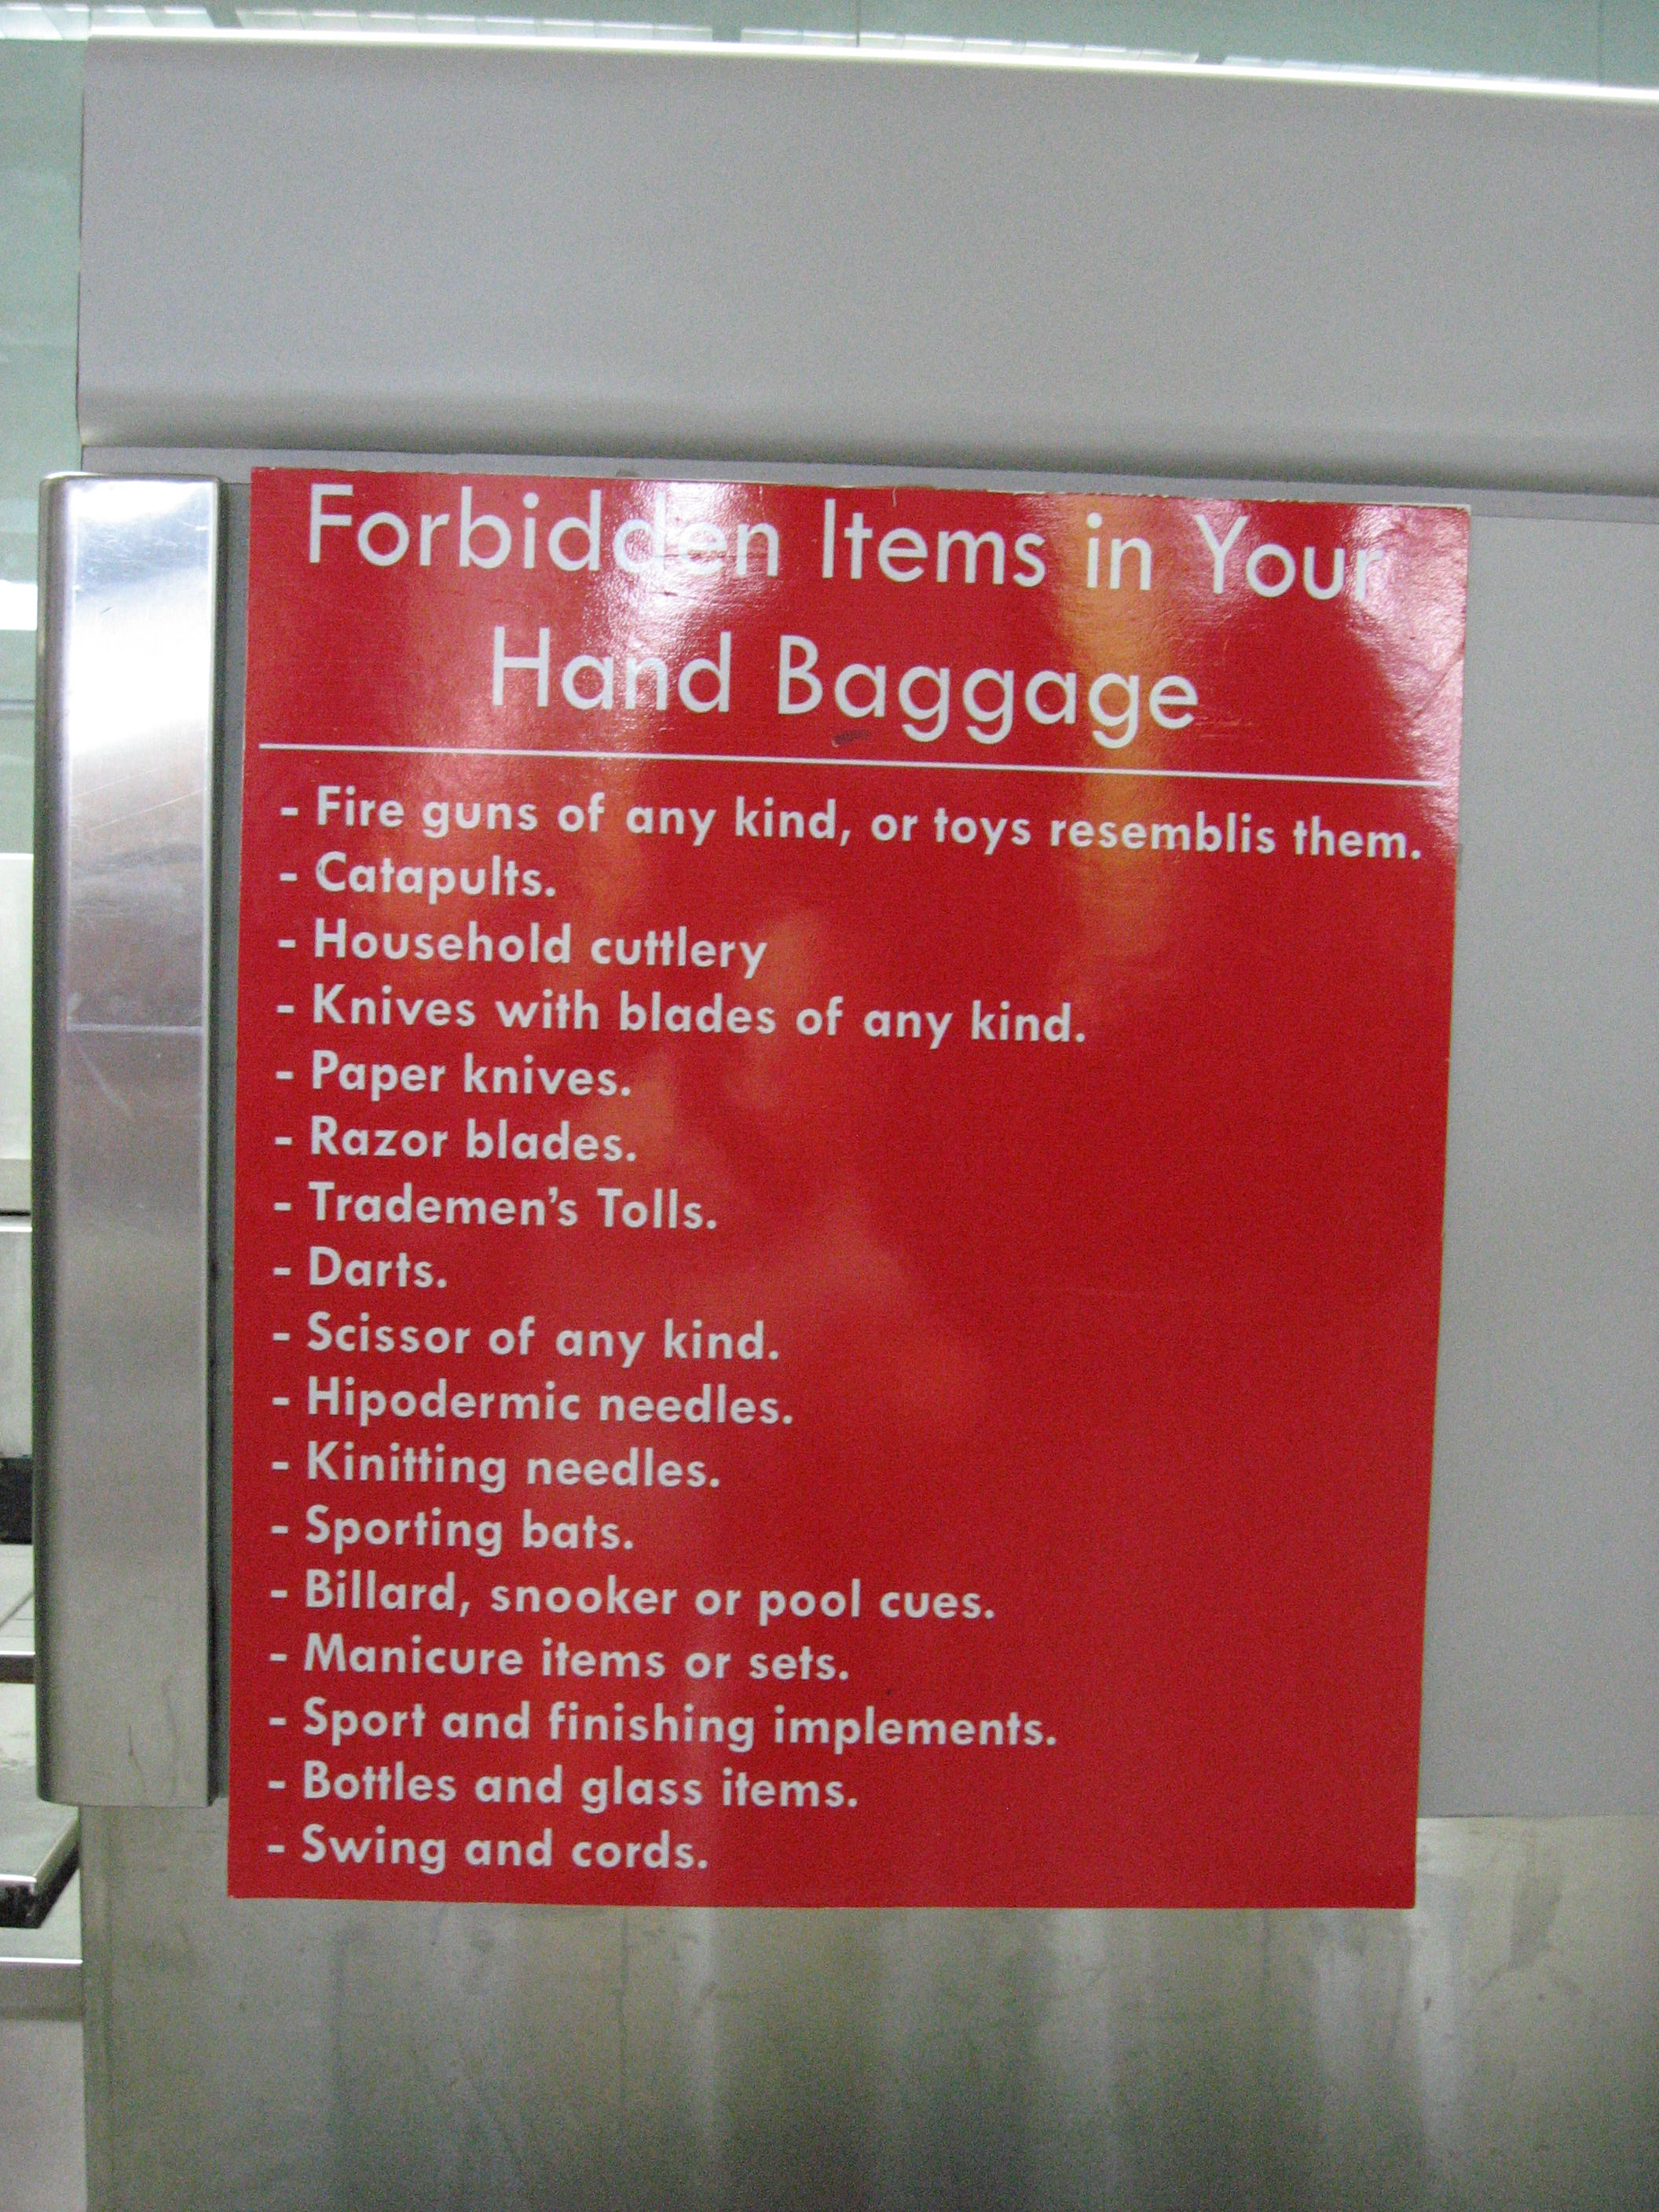 Forbidden Items in Your
Hand Baggage
- Fire guns of any kind, or toys resemblis them.
- Catapults.
- Household cuttlery
- Knives with blades of any kind.
- Paper knives.
- Razor blades.
- Trademen's Tolls.
- Darts.
- Scissor of any kind.
- Hipodermic needles.
- Kinitting needles.
- Sporting bats.
- Billard, snooker or pool cues.
- Manicure items or sets.
- Sport and finishing implements.
- Bottles and glass items.
- Swing and cords.